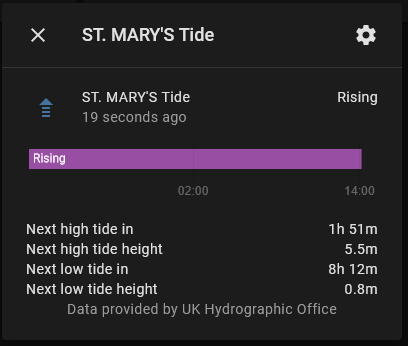 ST. MARY'S Tide
ST. MARY'S Tide Rising
19 seconds ago
Rising
02:00 14:00
Next high tide in 1h 51m
Next high tide height 5.5m
Next low tide in 8h 12m
Next low tide height 0.8m
Data provided by UK Hydrographic Office